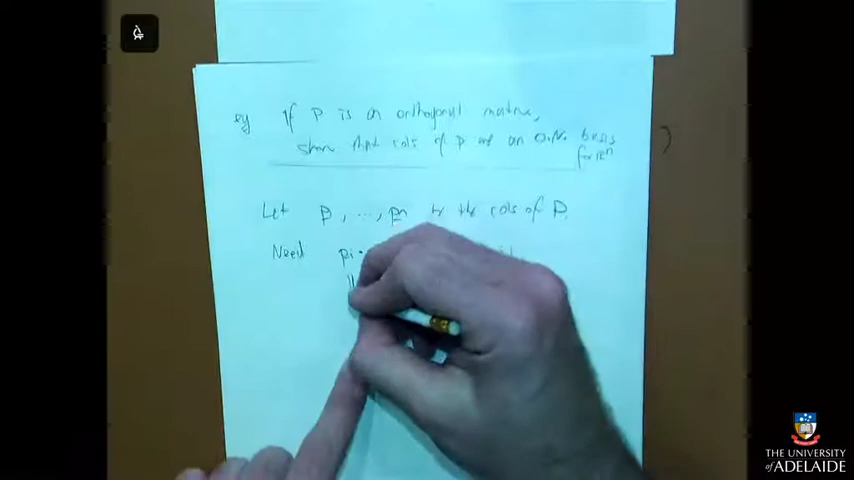 eg If P is an orthogonal matrix,
show that cols of P are an O.N. basis
for ℝⁿ
Let p₁, ..., pn be the cols of P.
Need pi ·
THE UNIVERSITY
of ADELAIDE